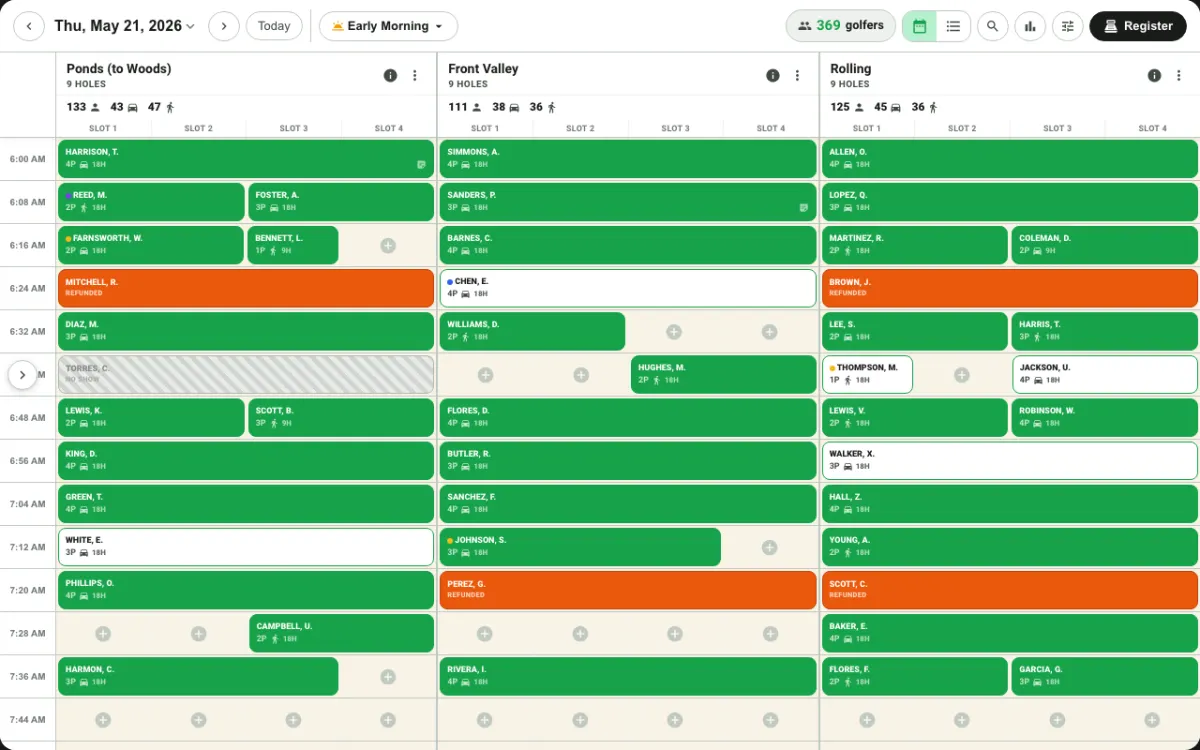 Thu, May 21, 2026
Today
Early Morning
369 golfers
Register
Ponds (to Woods)
9 HOLES
133 43 47
SLOT 1 SLOT 2 SLOT 3 SLOT 4
Front Valley
9 HOLES
111 38 36
SLOT 1 SLOT 2 SLOT 3 SLOT 4
Rolling
9 HOLES
125 45 36
SLOT 1 SLOT 2 SLOT 3 SLOT 4
6:00 AM
HARRISON, T.
4P 18H
SIMMONS, A.
4P 18H
ALLEN, O.
4P 18H
6:08 AM
REED, M.
2P 18H
FOSTER, A.
3P 18H
SANDERS, P.
3P 18H
LOPEZ, Q.
3P 18H
6:16 AM
FARNSWORTH, W.
2P 18H
BENNETT, L.
1P 9H
BARNES, C.
4P 18H
MARTINEZ, R.
2P 18H
COLEMAN, D.
2P 9H
6:24 AM
MITCHELL, R.
REFUNDED
CHEN, E.
4P 18H
BROWN, J.
REFUNDED
6:32 AM
DIAZ, M.
3P 18H
WILLIAMS, D.
2P 18H
LEE, S.
2P 18H
HARRIS, T.
3P 18H
M
TORRES, C.
NO SHOW
HUGHES, M.
2P 18H
THOMPSON, M.
1P 18H
JACKSON, U.
4P 18H
6:48 AM
LEWIS, K.
2P 18H
SCOTT, B.
3P 9H
FLORES, D.
4P 18H
LEWIS, V.
2P 18H
ROBINSON, W.
4P 18H
6:56 AM
KING, D.
4P 18H
BUTLER, R.
3P 18H
WALKER, X.
3P 18H
7:04 AM
GREEN, T.
4P 18H
SANCHEZ, F.
4P 18H
HALL, Z.
4P 18H
7:12 AM
WHITE, E.
3P 18H
JOHNSON, S.
3P 18H
YOUNG, A.
2P 18H
7:20 AM
PHILLIPS, O.
4P 18H
PEREZ, G.
REFUNDED
SCOTT, C.
REFUNDED
7:28 AM
CAMPBELL, U.
2P 18H
BAKER, E.
4P 18H
7:36 AM
HARMON, C.
3P 18H
RIVERA, I.
4P 18H
FLORES, F.
2P 18H
GARCIA, G.
3P 18H
7:44 AM